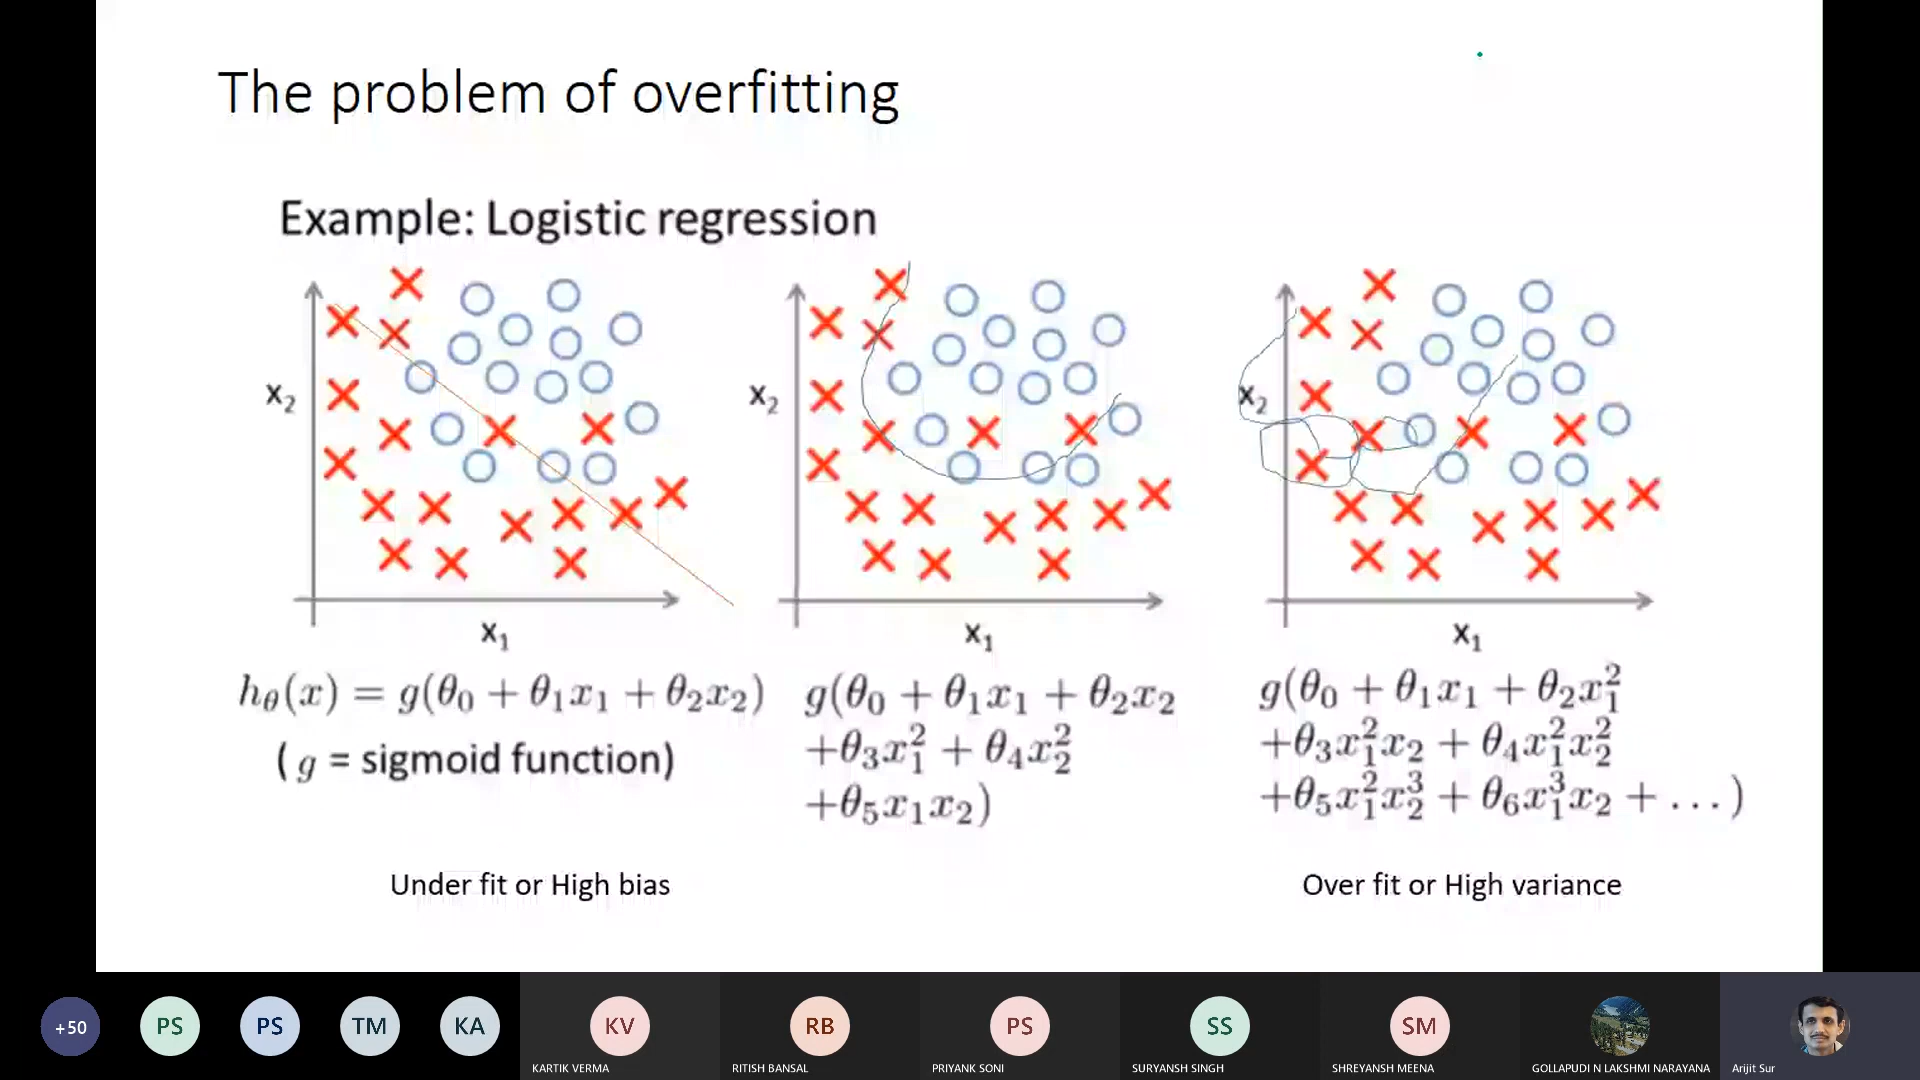 The problem of overfitting
Example: Logistic regression
x₂
x₂
x₂
x₁
x₁
x₁
h_θ(x) = g(θ₀ + θ₁x₁ + θ₂x₂)
( g = sigmoid function)
g(θ₀ + θ₁x₁ + θ₂x₂
+θ₃x₁² + θ₄x₂²
+θ₅x₁x₂)
g(θ₀ + θ₁x₁ + θ₂x₁²
+θ₃x₁²x₂ + θ₄x₁²x₂²
+θ₅x₁²x₂³ + θ₆x₁³x₂ + . . . )
Under fit or High bias
Over fit or High variance
+50
PS
PS
TM
KA
KV
RB
PS
SS
SM
KARTIK VERMA
RITISH BANSAL
PRIYANK SONI
SURYANSH SINGH
SHREYANSH MEENA
GOLLAPUDI N LAKSHMI NARAYANA
Arijit Sur